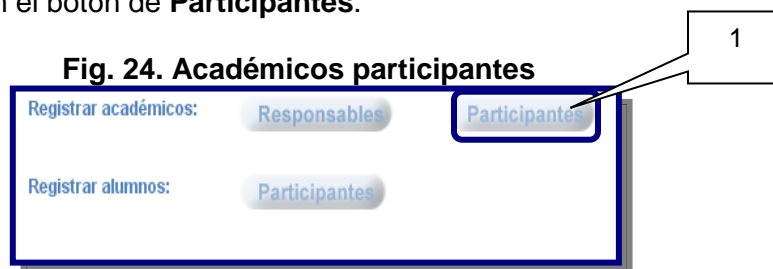 n el botón de Participantes.
1
Fig. 24. Académicos participantes
Registrar académicos: Responsables Participantes
Registrar alumnos: Participantes